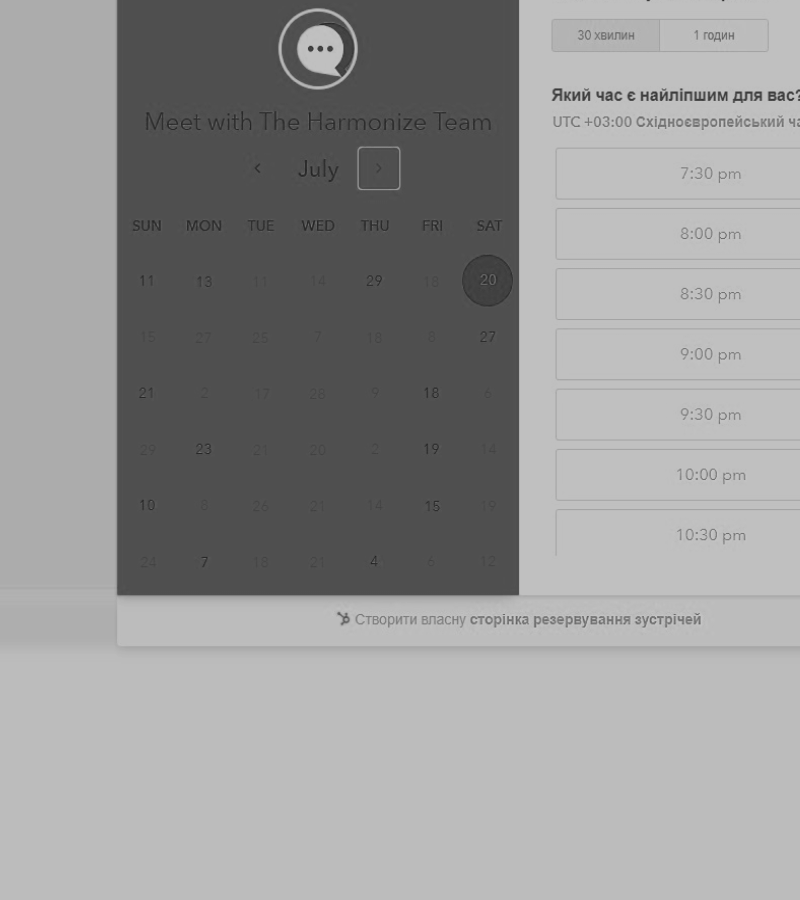 30 хвилин 1 годин
Який час є найліпшим для вас?
UTC +03:00 Східноєвропейський ча
Meet with The Harmonize Team
July
SUN MON TUE WED THU FRI SAT
11 13 11 14 29 18 20
15 27 25 7 18 8 27
21 2 17 28 9 18 6
29 23 21 20 2 19 14
10 8 26 21 14 15 19
24 7 18 21 4 6 12
7:30 pm
8:00 pm
8:30 pm
9:00 pm
9:30 pm
10:00 pm
10:30 pm
Створити власну сторінка резервування зустрічей